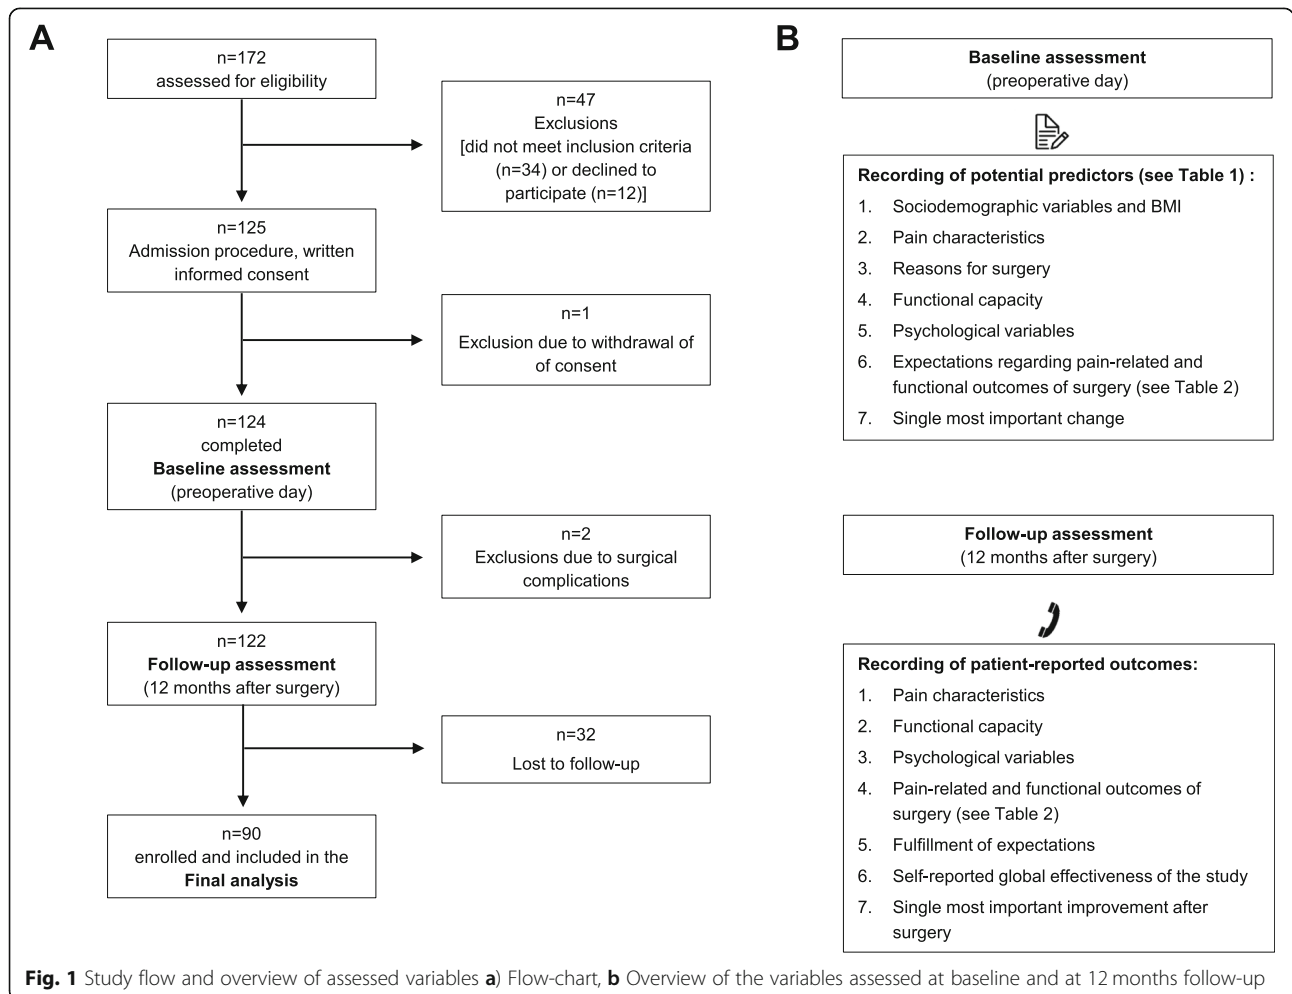 A
n=172
assessed for eligibility
n=47
Exclusions
[did not meet inclusion criteria
(n=34) or declined to
participate (n=12)]
n=125
Admission procedure, written
informed consent
n=1
Exclusion due to withdrawal of
of consent
n=124
completed
Baseline assessment
(preoperative day)
n=2
Exclusions due to surgical
complications
n=122
Follow-up assessment
(12 months after surgery)
n=32
Lost to follow-up
n=90
enrolled and included in the
Final analysis
B
Baseline assessment
(preoperative day)
Recording of potential predictors (see Table 1) :
1. Sociodemographic variables and BMI
2. Pain characteristics
3. Reasons for surgery
4. Functional capacity
5. Psychological variables
6. Expectations regarding pain-related and
functional outcomes of surgery (see Table 2)
7. Single most important change
Follow-up assessment
(12 months after surgery)
Recording of patient-reported outcomes:
1. Pain characteristics
2. Functional capacity
3. Psychological variables
4. Pain-related and functional outcomes of
surgery (see Table 2)
5. Fulfillment of expectations
6. Self-reported global effectiveness of the study
7. Single most important improvement after
surgery
Fig. 1 Study flow and overview of assessed variables a) Flow-chart, b Overview of the variables assessed at baseline and at 12 months follow-up